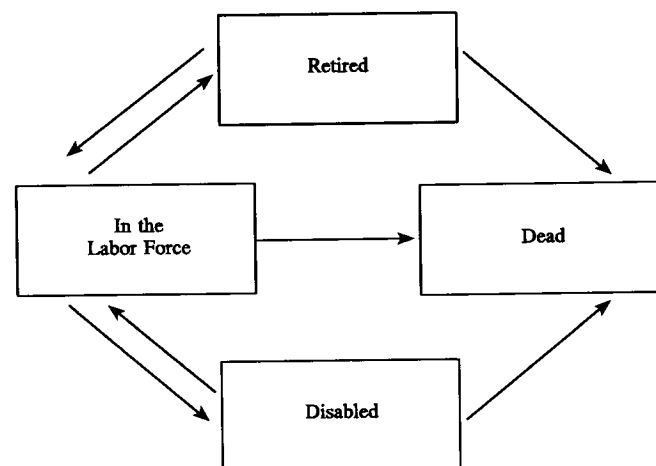 Retired
In the
Labor Force
Dead
Disabled